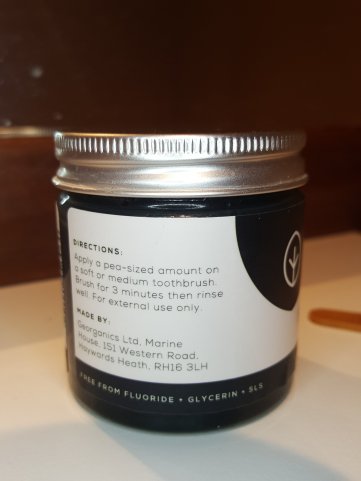 DIRECTIONS:
Apply a pea-sized amount on
a soft or medium toothbrush.
Brush for 3 minutes then rinse
well. For external use only.
MADE BY:
Georganics Ltd. Marine
House, 151 Western Road,
Haywards Heath, RH16 3LH
FREE FROM FLUORIDE • GLYCERIN • SLS